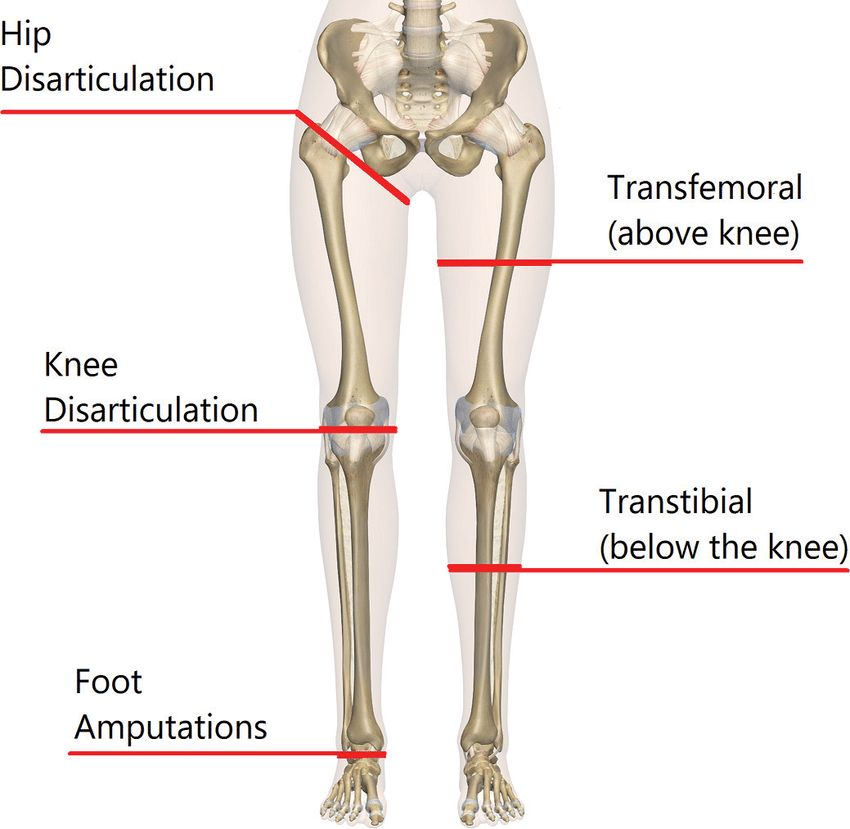 Hip
Disarticulation
Transfemoral
(above knee)
Knee
Disarticulation
Transtibial
(below the knee)
Foot
Amputations